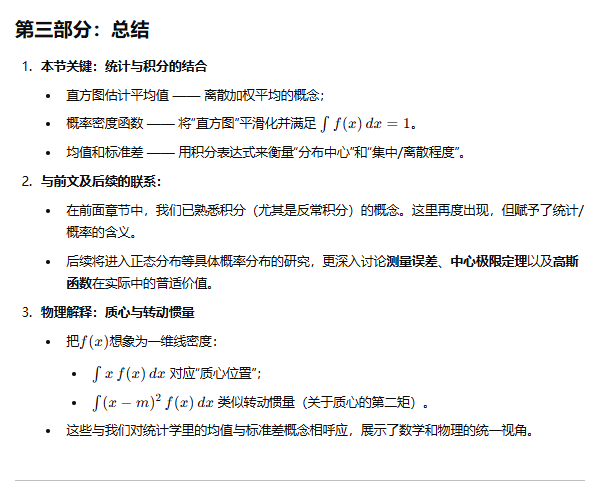 第三部分：总结
1. 本节关键：统计与积分的结合
• 直方图估计平均值 —— 离散加权平均的概念；
• 概率密度函数 —— 将“直方图”平滑化并满足 ∫ f(x) dx = 1。
• 均值和标准差 —— 用积分表达式来衡量“分布中心”和“集中/离散程度”。
2. 与前文及后续的联系：
• 在前面章节中，我们已熟悉积分（尤其是反常积分）的概念。这里再度出现，但赋予了统计/
概率的含义。
• 后续将进入正态分布等具体概率分布的研究，更深入讨论测量误差、中心极限定理以及高斯
函数在实际中的普适价值。
3. 物理解释：质心与转动惯量
• 把f(x)想象为一维线密度：
• ∫ x f(x) dx 对应“质心位置”；
• ∫(x − m)² f(x) dx 类似转动惯量（关于质心的第二矩）。
• 这些与我们对统计学里的均值与标准差概念相呼应，展示了数学和物理的统一视角。